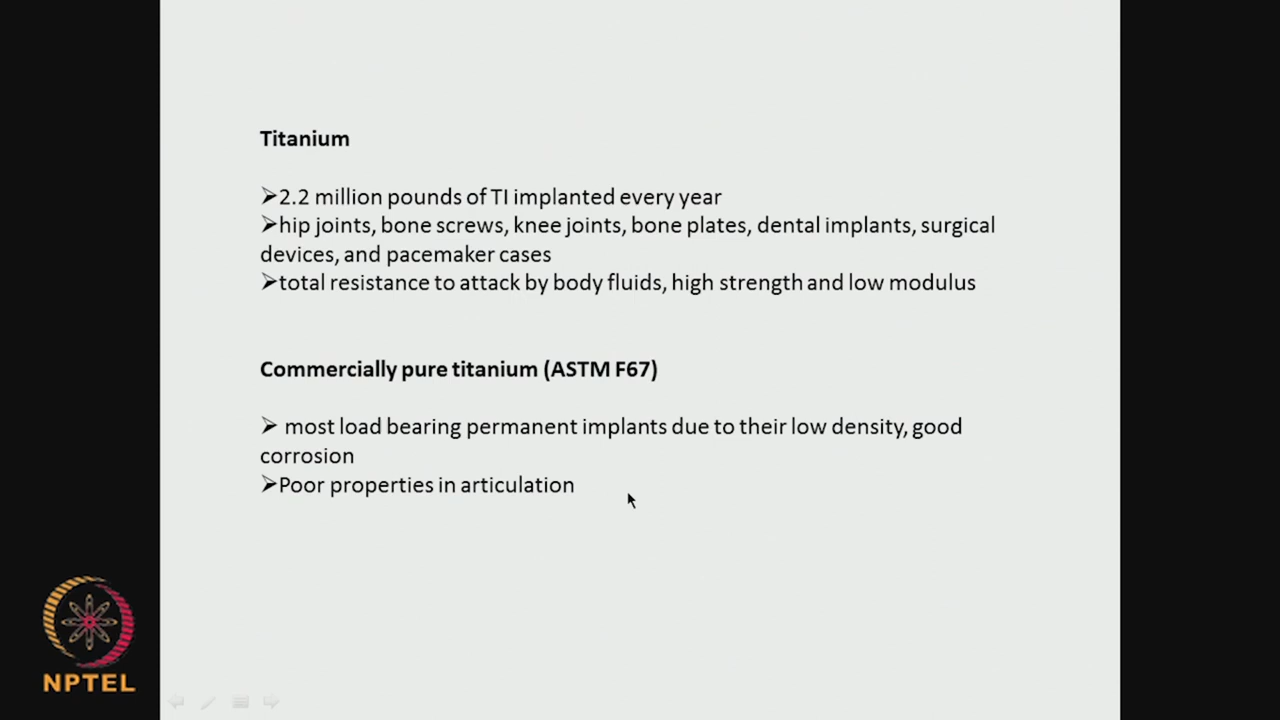 Titanium
➢2.2 million pounds of TI implanted every year
➢hip joints, bone screws, knee joints, bone plates, dental implants, surgical
devices, and pacemaker cases
➢total resistance to attack by body fluids, high strength and low modulus
Commercially pure titanium (ASTM F67)
➢ most load bearing permanent implants due to their low density, good
corrosion
➢Poor properties in articulation
NPTEL